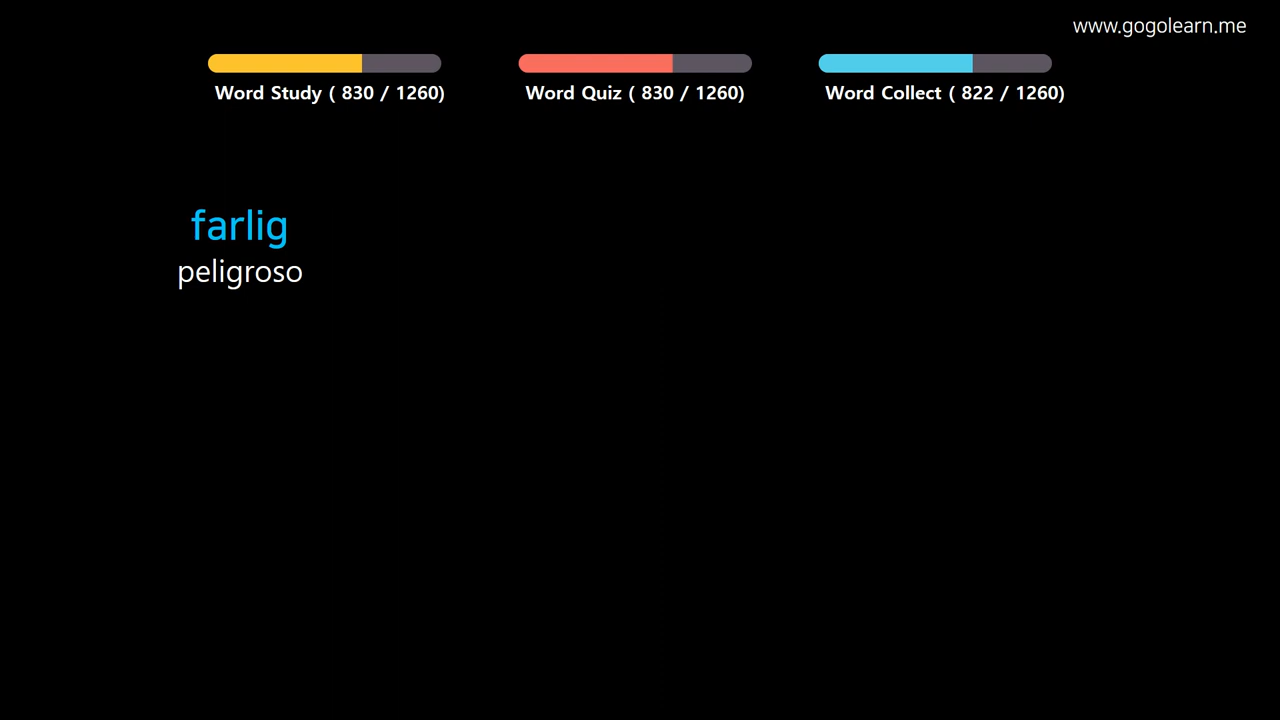 www.gogolearn.me
Word Study ( 830 / 1260)
Word Quiz ( 830 / 1260)
Word Collect ( 822 / 1260)
farlig
peligroso